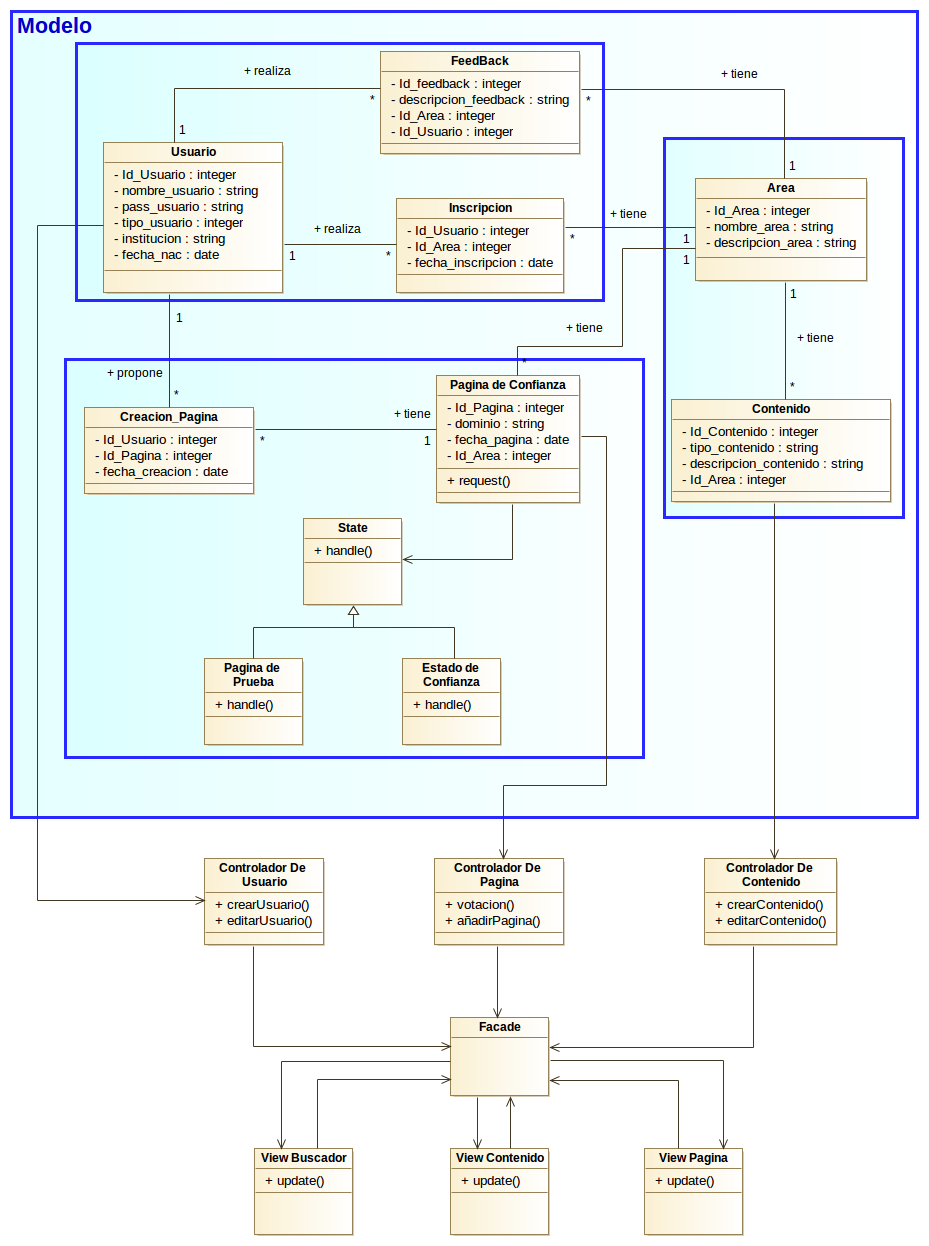 Modelo
FeedBack
- Id_feedback : integer
- descripcion_feedback : string
- Id_Area : integer
- Id_Usuario : integer
+ realiza
*
1
+ tiene
*
1
Usuario
- Id_Usuario : integer
- nombre_usuario : string
- pass_usuario : string
- tipo_usuario : integer
- institucion : string
- fecha_nac : date
+ realiza
1
*
Inscripcion
- Id_Usuario : integer
- Id_Area : integer
- fecha_inscripcion : date
+ tiene
*
1
Area
- Id_Area : integer
- nombre_area : string
- descripcion_area : string
1
+ tiene
*
1
+ tiene
*
1
+ propone
*
Creacion_Pagina
- Id_Usuario : integer
- Id_Pagina : integer
- fecha_creacion : date
+ tiene
*
1
Pagina de Confianza
- Id_Pagina : integer
- dominio : string
- fecha_pagina : date
- Id_Area : integer
+ request()
Contenido
- Id_Contenido : integer
- tipo_contenido : string
- descripcion_contenido : string
- Id_Area : integer
State
+ handle()
Pagina de
Prueba
+ handle()
Estado de
Confianza
+ handle()
Controlador De
Usuario
+ crearUsuario()
+ editarUsuario()
Controlador De
Pagina
+ votacion()
+ añadirPagina()
Controlador De
Contenido
+ crearContenido()
+ editarContenido()
Facade
View Buscador
+ update()
View Contenido
+ update()
View Pagina
+ update()